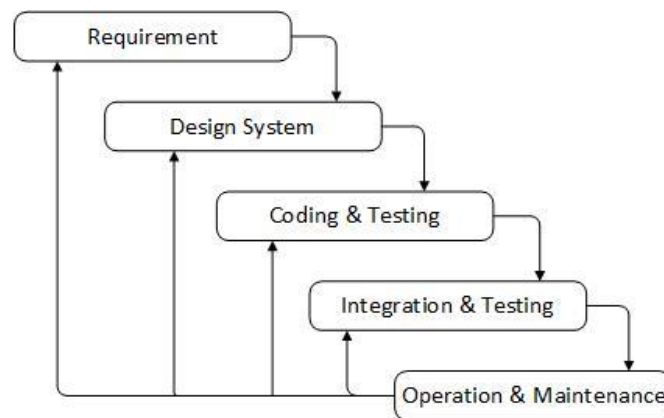 Requirement
Design System
Coding & Testing
Integration & Testing
Operation & Maintenance